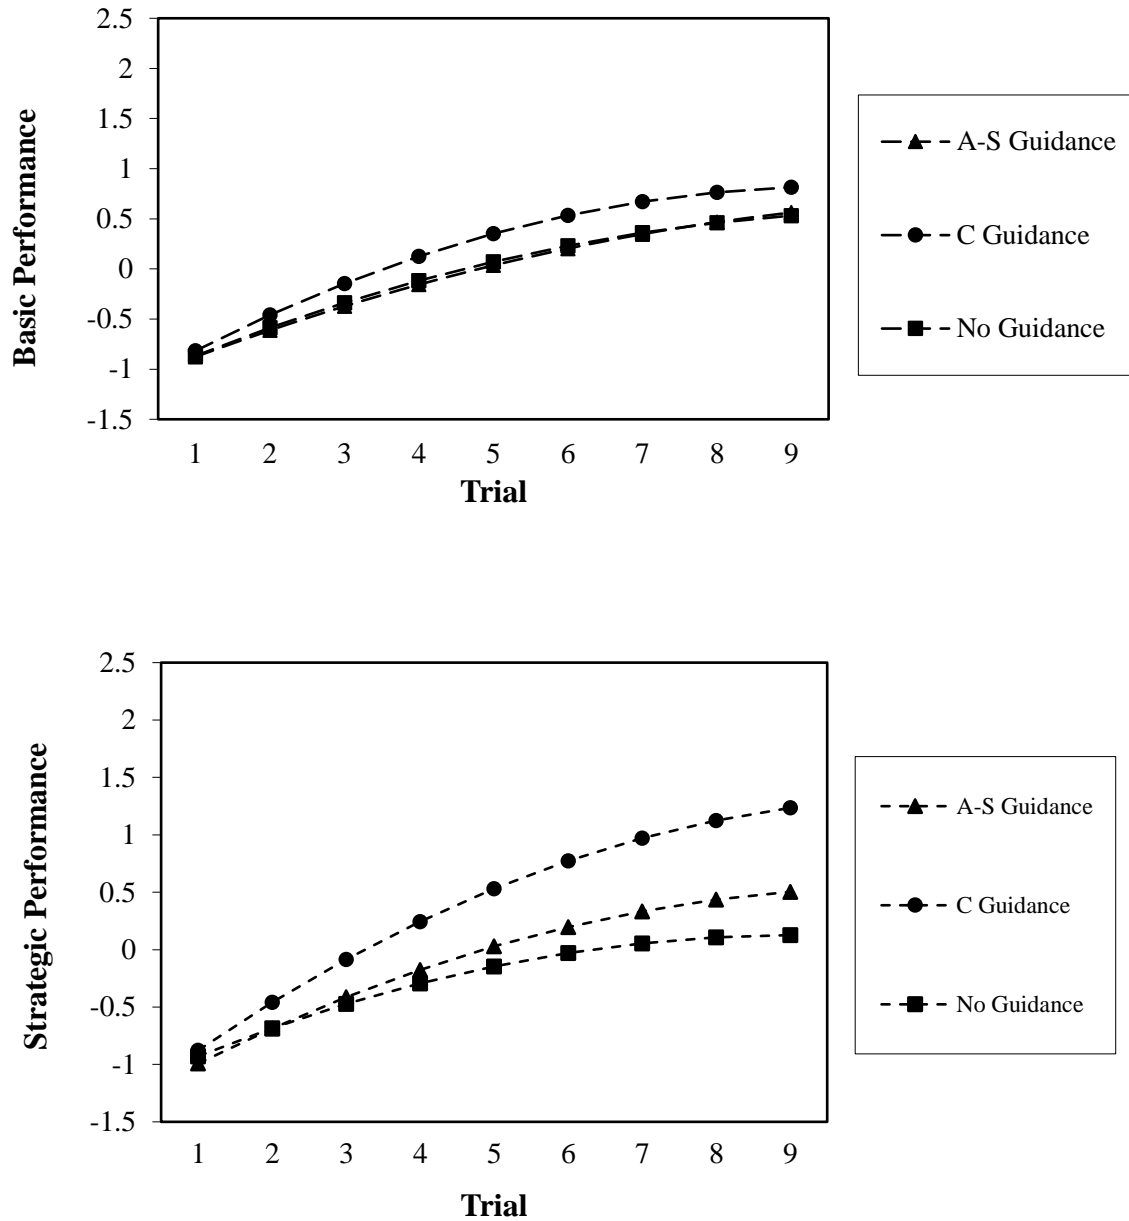 2.5
2
1.5
1
0.5
0
-0.5
-1
-1.5
Basic Performance
1 2 3 4 5 6 7 8 9
Trial
A-S Guidance
C Guidance
No Guidance
2.5
2
1.5
1
0.5
0
-0.5
-1
-1.5
Strategic Performance
1 2 3 4 5 6 7 8 9
Trial
A-S Guidance
C Guidance
No Guidance